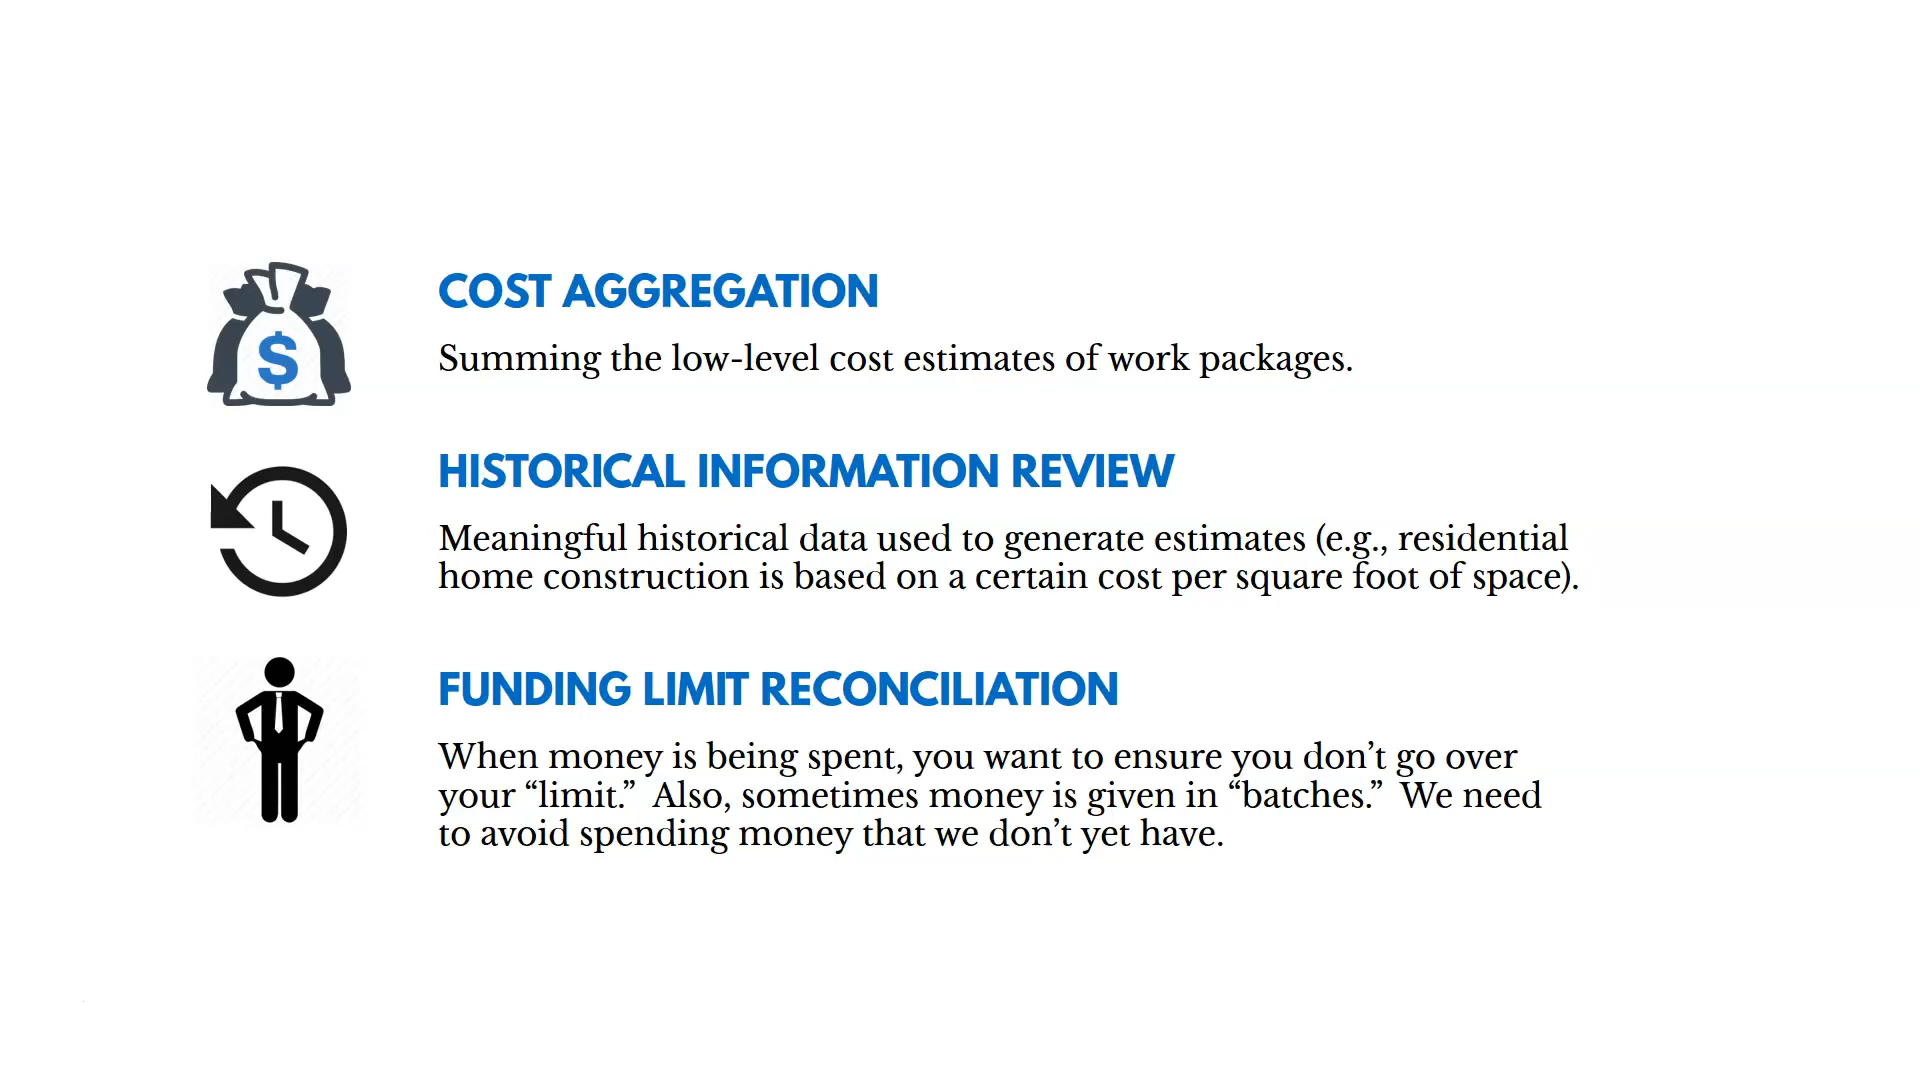 COST AGGREGATION
Summing the low-level cost estimates of work packages.
HISTORICAL INFORMATION REVIEW
Meaningful historical data used to generate estimates (e.g., residential
home construction is based on a certain cost per square foot of space).
FUNDING LIMIT RECONCILIATION
When money is being spent, you want to ensure you don’t go over
your “limit.”  Also, sometimes money is given in “batches.”  We need
to avoid spending money that we don’t yet have.
$